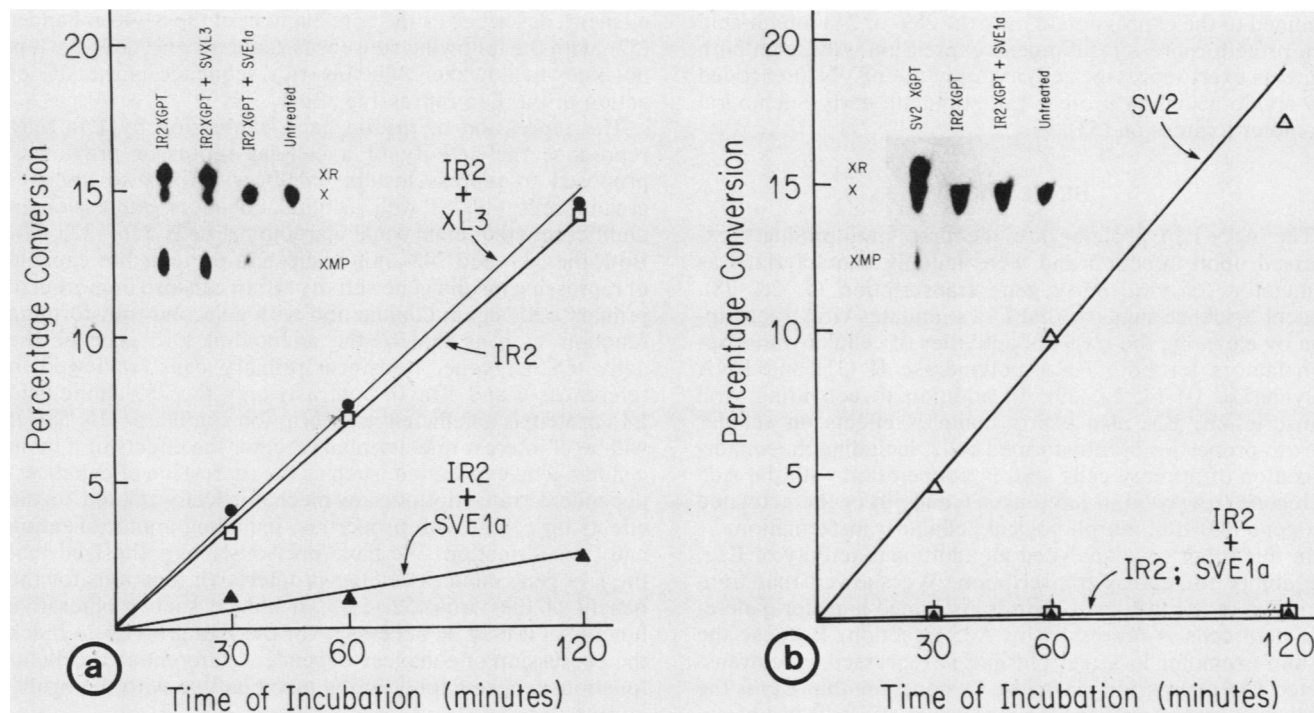 Percentage Conversion
20
15
10
5
30
60
120
Time of Incubation (minutes)
a
IR2 XGPT
IR2 XGPT + SVXL3
IR2 XGPT + SVE1a
Untreated
XR
X
XMP
IR2
+
XL3
IR2
IR2
+
SVE1a
Percentage Conversion
20
15
10
5
30
60
120
Time of Incubation (minutes)
b
SV2 XGPT
IR2 XGPT
IR2 XGPT + SVE1a
Untreated
XR
X
XMP
SV2
IR2
+
IR2 ; SVE1a